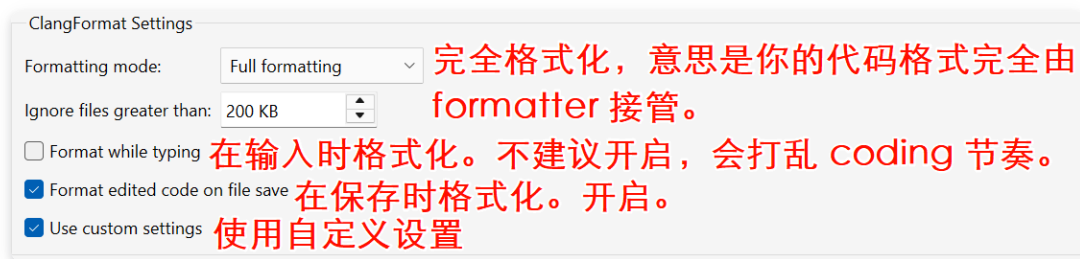 ClangFormat Settings
Formatting mode: Full formatting 完全格式化，意思是你的代码格式完全由
Ignore files greater than: 200 KB formatter 接管。
Format while typing 在输入时格式化。不建议开启，会打乱 coding 节奏。
Format edited code on file save 在保存时格式化。开启。
Use custom settings 使用自定义设置